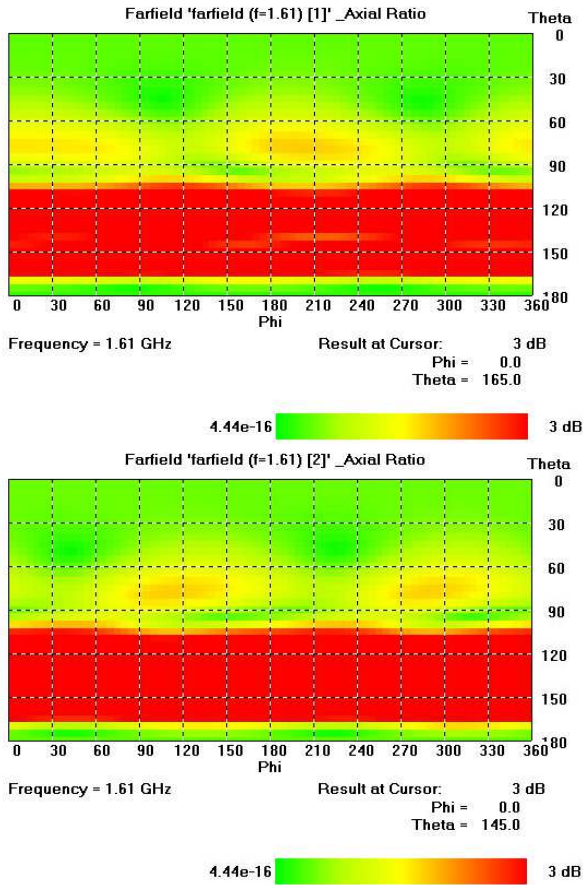 Farfield 'farfield (f=1.61) [1]' _Axial Ratio
Theta
0
30
60
90
120
150
180
0 30 60 90 120 150 180 210 240 270 300 330 360
Phi
Frequency = 1.61 GHz
Result at Cursor: 3 dB
Phi = 0.0
Theta = 165.0
4.44e-16 3 dB
Farfield 'farfield (f=1.61) [2]' _Axial Ratio
Theta
0
30
60
90
120
150
180
0 30 60 90 120 150 180 210 240 270 300 330 360
Phi
Frequency = 1.61 GHz
Result at Cursor: 3 dB
Phi = 0.0
Theta = 145.0
4.44e-16 3 dB